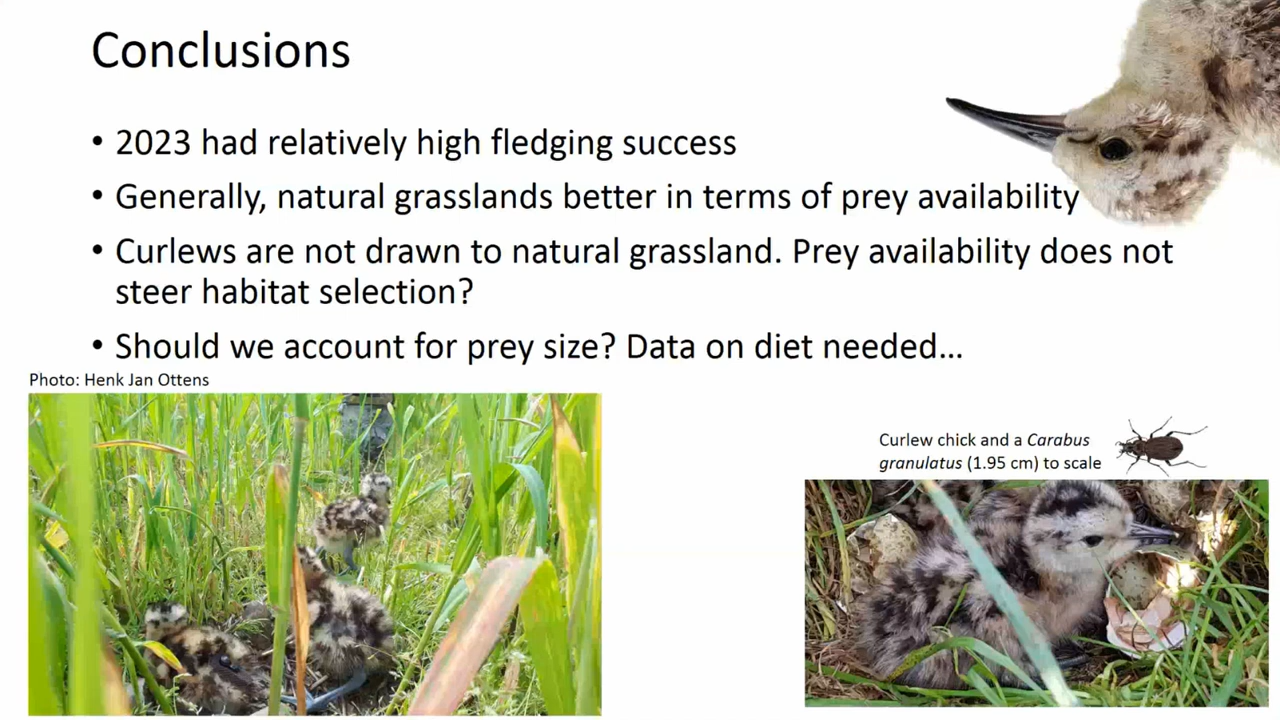 Conclusions
• 2023 had relatively high fledging success
• Generally, natural grasslands better in terms of prey availability
• Curlews are not drawn to natural grassland. Prey availability does not
steer habitat selection?
• Should we account for prey size? Data on diet needed…
Photo: Henk Jan Ottens
Curlew chick and a Carabus
granulatus (1.95 cm) to scale